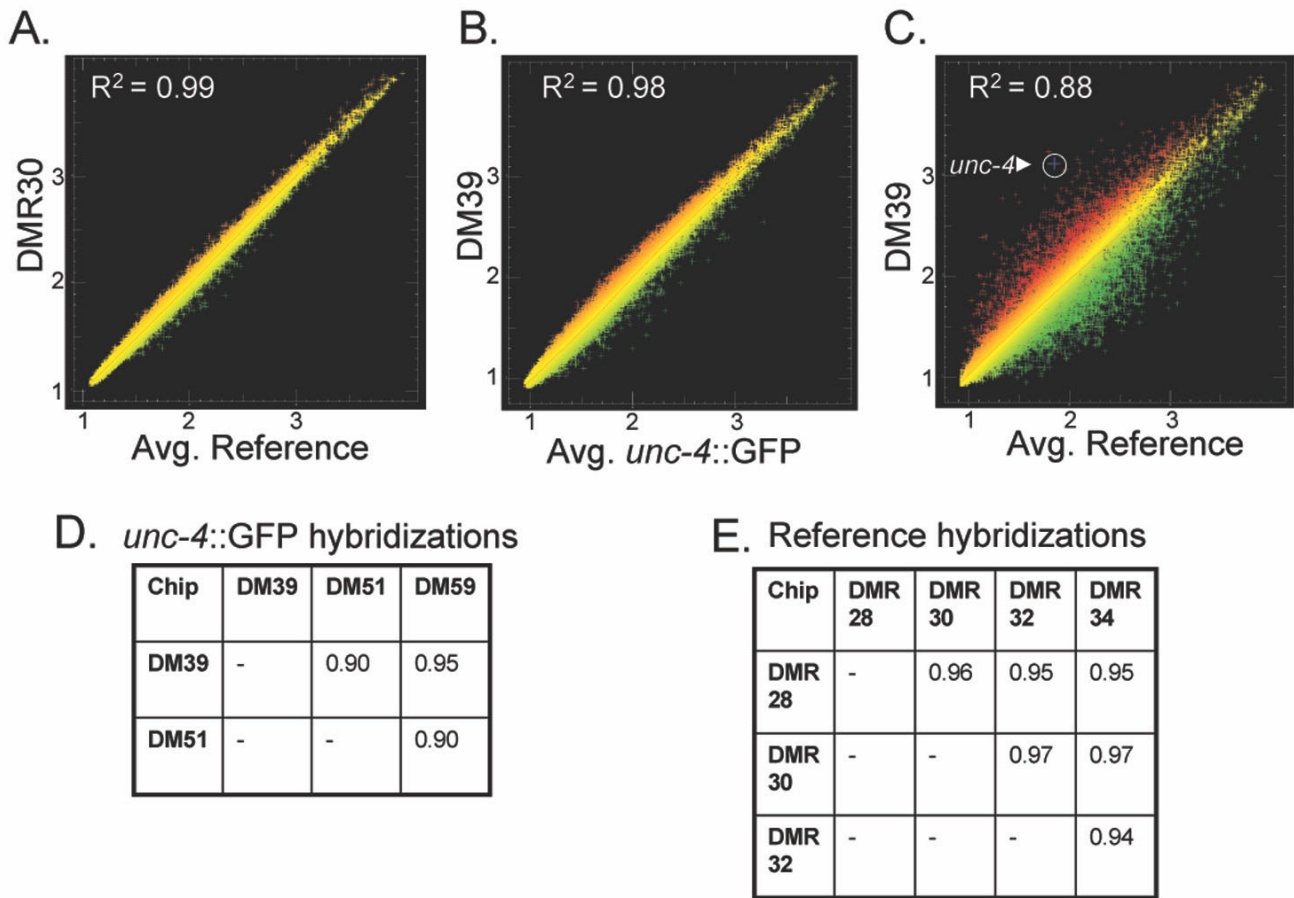 A.
R² = 0.99
DMR30
3
2
1
1 2 3
Avg. Reference
B.
R² = 0.98
DM39
3
2
1
1 2 3
Avg. unc-4::GFP
C.
R² = 0.88
unc-4
DM39
3
2
1
1 2 3
Avg. Reference
D. unc-4::GFP hybridizations
Chip DM39 DM51 DM59
DM39 - 0.90 0.95
DM51 - - 0.90
E. Reference hybridizations
Chip DMR 28 DMR 30 DMR 32 DMR 34
DMR 28 - 0.96 0.95 0.95
DMR 30 - - 0.97 0.97
DMR 32 - - - 0.94